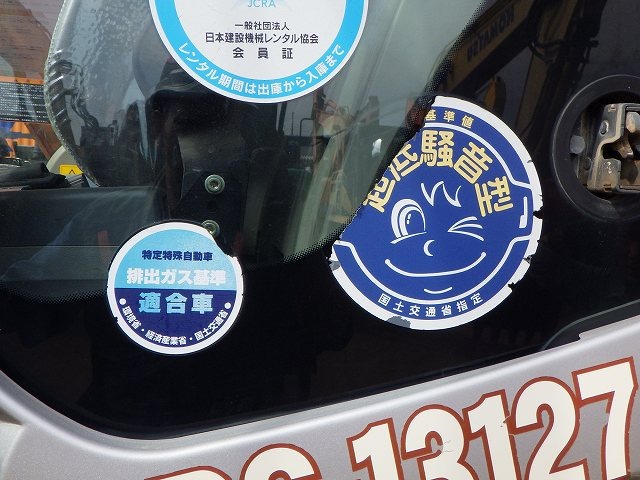 JCRA
一般社団法人
日本建設機械レンタル協会
会員証
レンタル期間は出庫から入庫まで
KOMATSU
基準値
超低騒音型
国土交通省指定
特定特殊自動車
排出ガス基準
適合車
環境省・経済産業省・国土交通省
13127